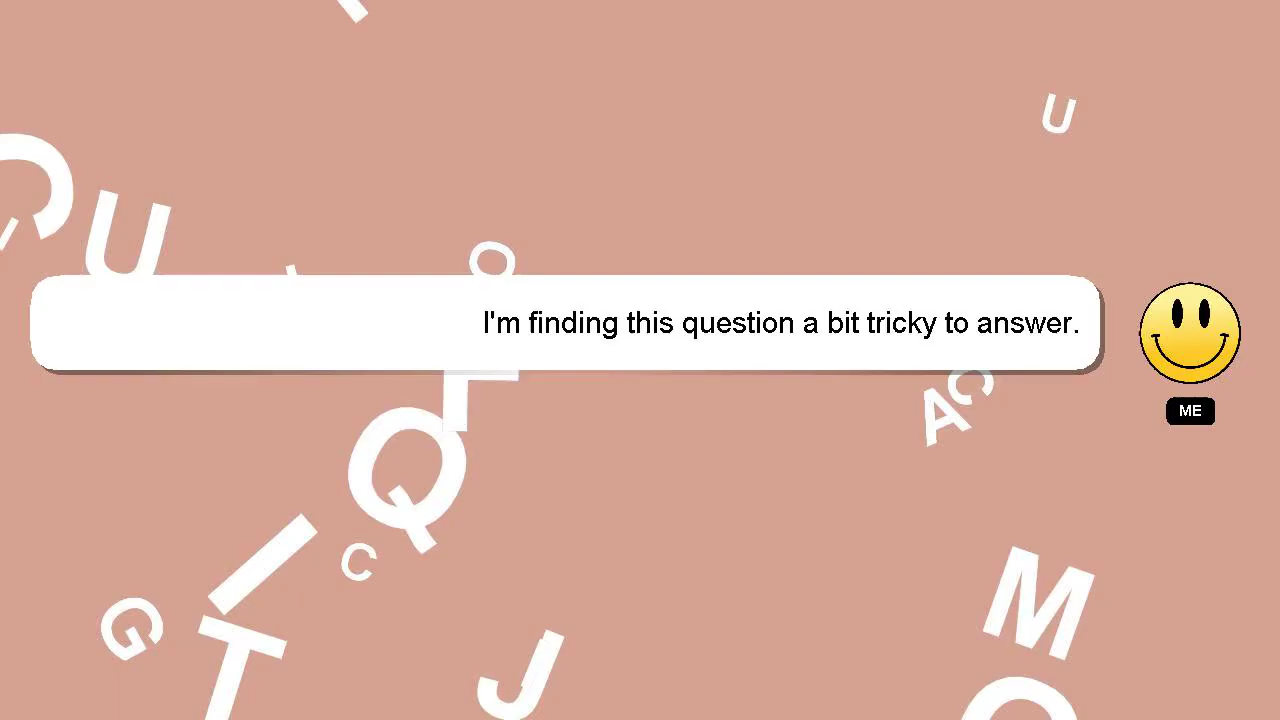 U
U
O
I'm finding this question a bit tricky to answer.
ME
C
A
Q
I
C
M
G
T
J